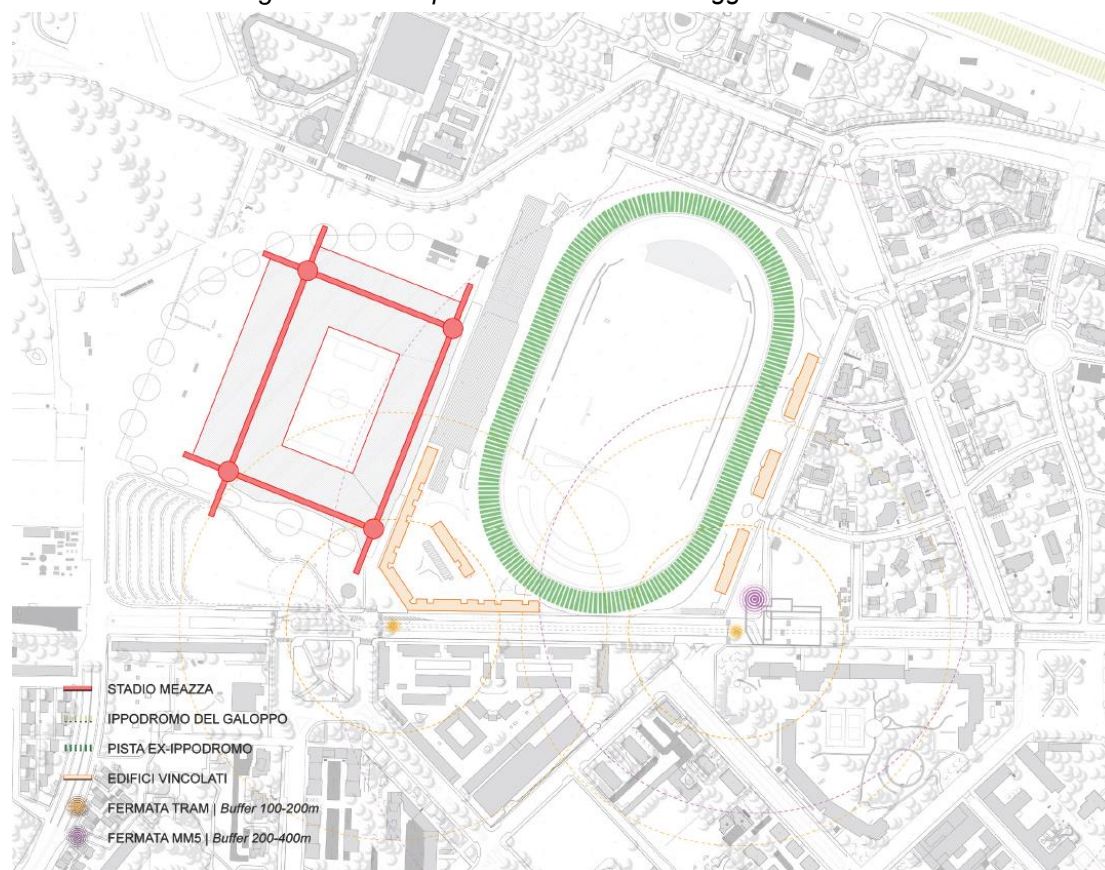 STADIO MEAZZA
IPPODROMO DEL GALOPPO
PISTA EX-IPPODROMO
EDIFICI VINCOLATI
FERMATA TRAM | Buffer 100-200m
FERMATA MM5 | Buffer 200-400m